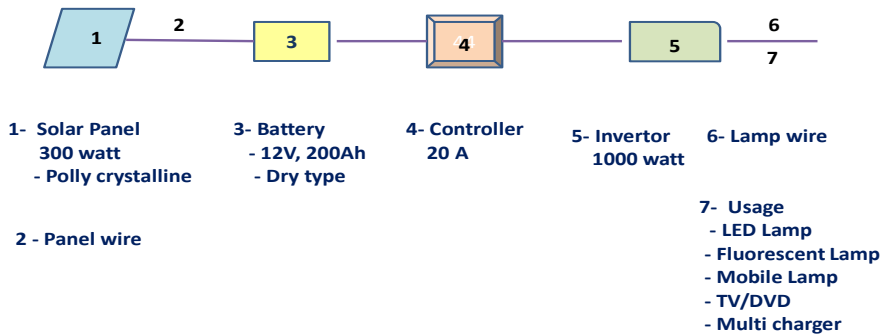 1
2
3
4
5
6
7
1- Solar Panel
300 watt
- Polly crystalline
2 - Panel wire
3- Battery
- 12V, 200Ah
- Dry type
4- Controller
20 A
5- Invertor
1000 watt
6- Lamp wire
7- Usage
- LED Lamp
- Fluorescent Lamp
- Mobile Lamp
- TV/DVD
- Multi charger